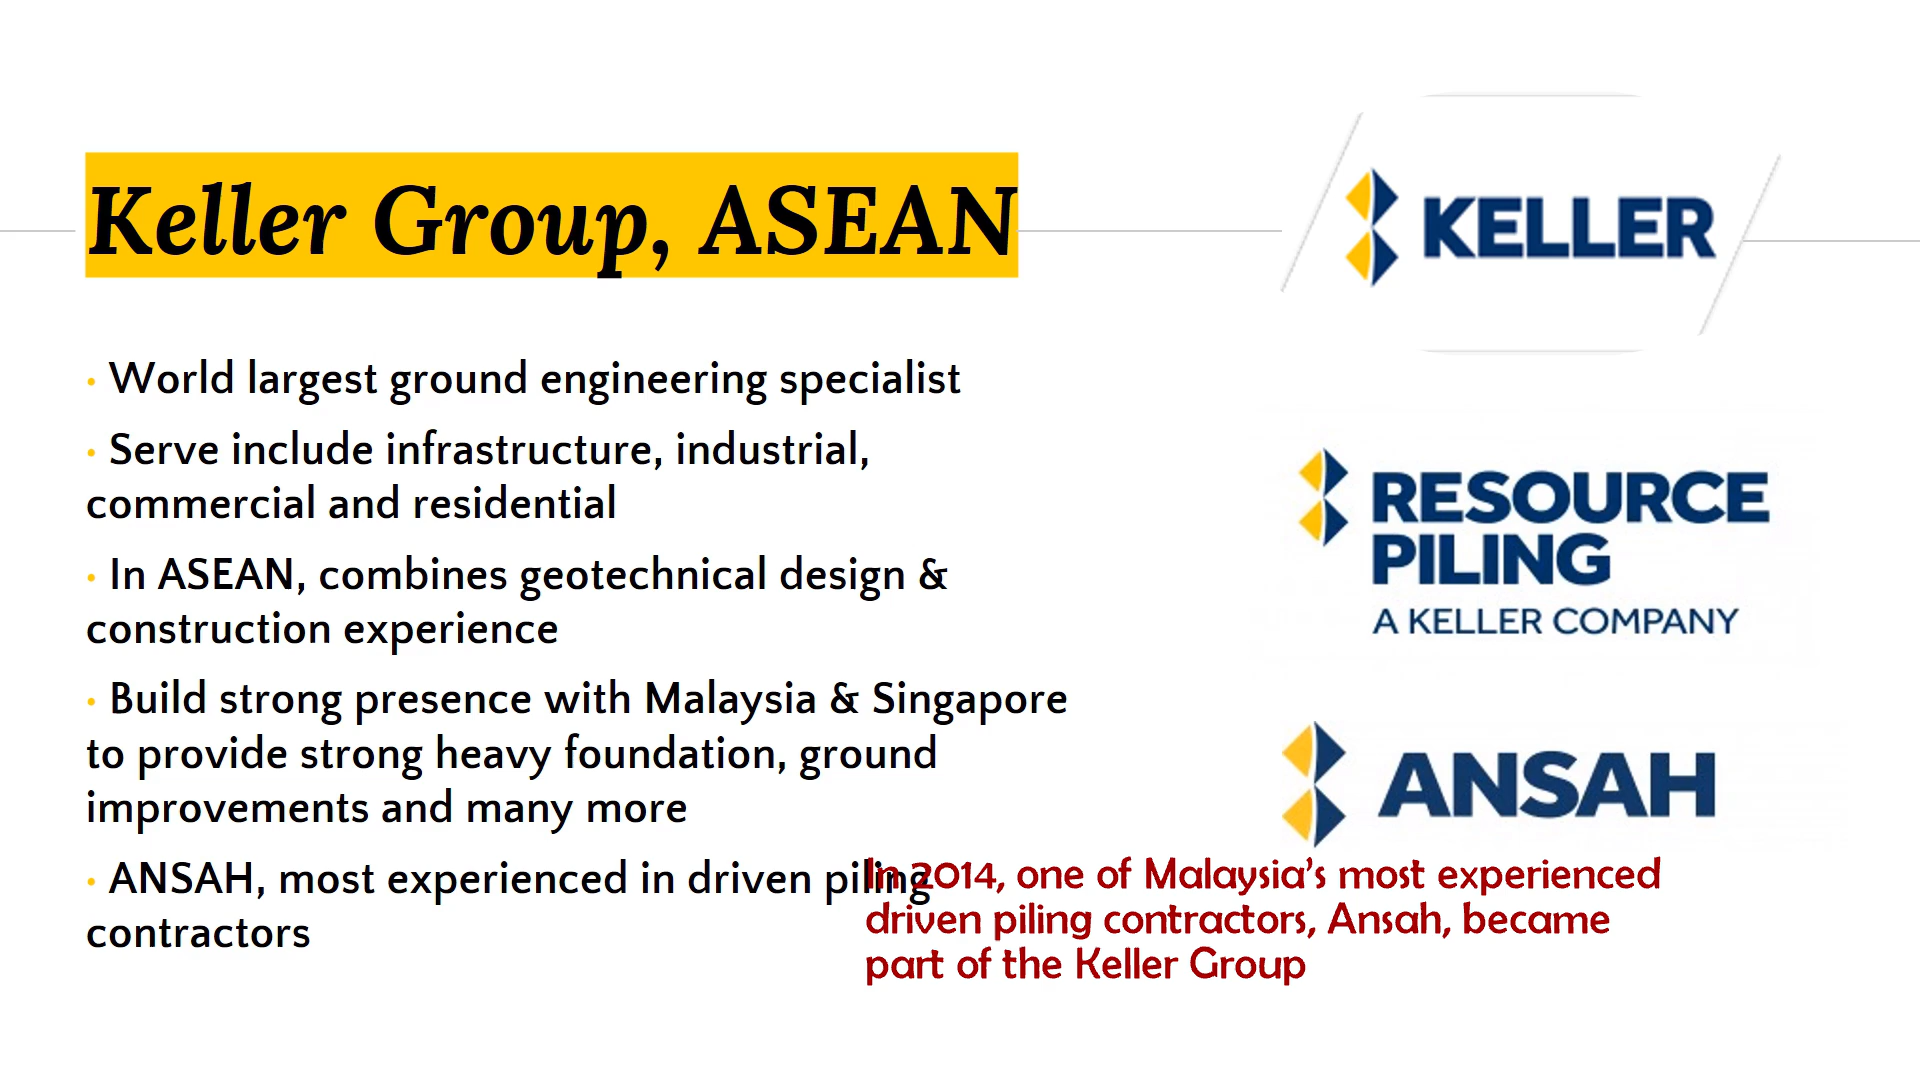 Keller Group, ASEAN
KELLER
• World largest ground engineering specialist
• Serve include infrastructure, industrial,
commercial and residential
• In ASEAN, combines geotechnical design &
construction experience
• Build strong presence with Malaysia & Singapore
to provide strong heavy foundation, ground
improvements and many more
• ANSAH, most experienced in driven piling
contractors
RESOURCE
PILING
A KELLER COMPANY
ANSAH
In 2014, one of Malaysia's most experienced
driven piling contractors, Ansah, became
part of the Keller Group